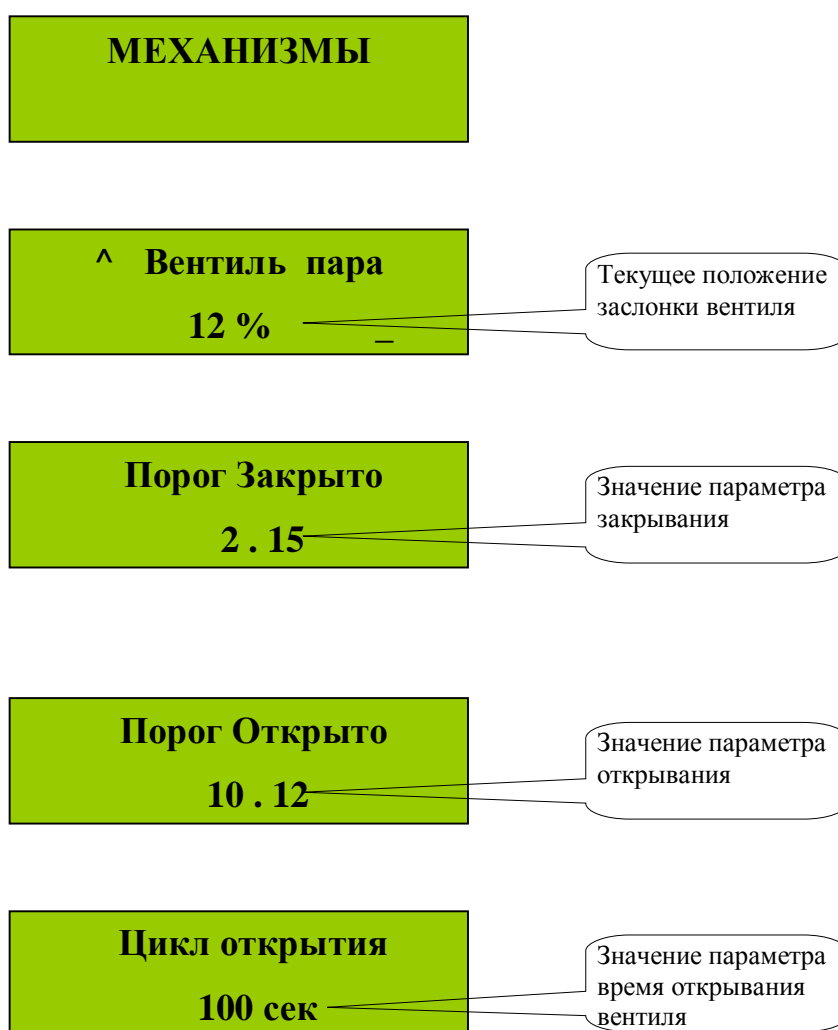 МЕХАНИЗМЫ
^ Вентиль пара
12 % _
Текущее положение
заслонки вентиля
Порог Закрыто
2 . 15
Значение параметра
закрывания
Порог Открыто
10 . 12
Значение параметра
открывания
Цикл открытия
100 сек
Значение параметра
время открывания
вентиля